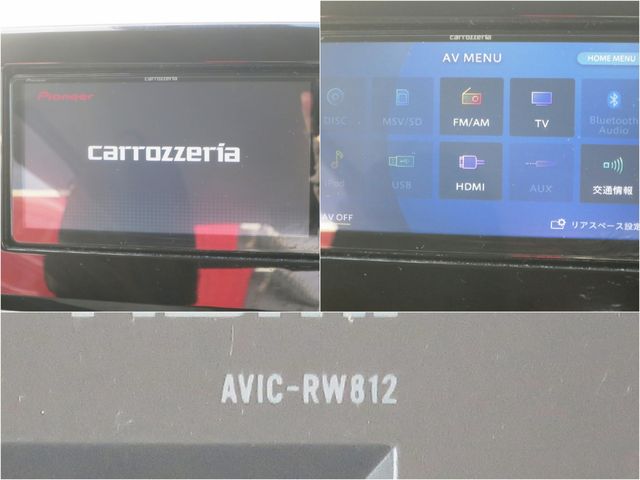 carrozzeria
Pioneer
carrozzeria
carrozzeria
AV MENU
HOME MENU
DISC
MSV/SD
FM/AM
TV
Bluetooth
Audio
iPod
USB
HDMI
AUX
交通情報
AV OFF
リアスペース設定
AVIC-RW812